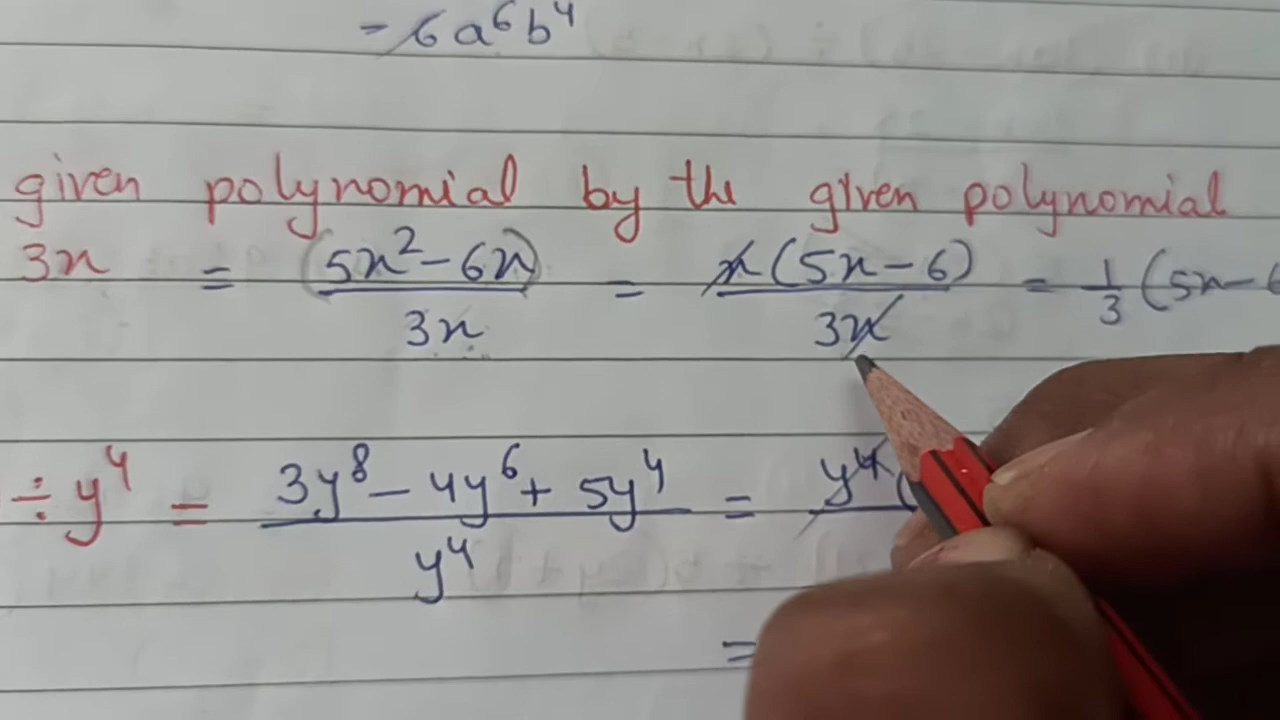 = 6a⁶b⁴
given polynomial by the given polynomial
3x = (5x²-6x)/3x = x(5x-6)/3x = 1/3 (5x-6
÷ y⁴ = 3y⁸ - 4y⁶ + 5y⁴/y⁴ = y⁴(
=